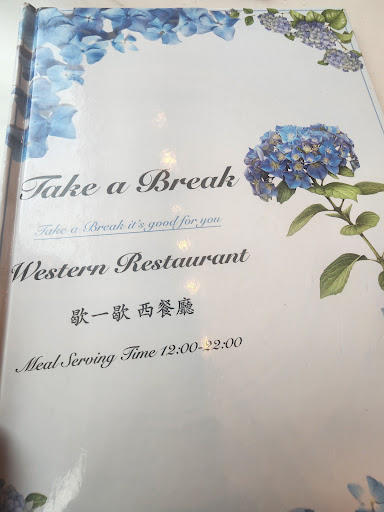 Take a Break
Take a Break it's good for you
Western Restaurant
歇一歇 西餐廳
Meal Serving Time 12:00-22:00